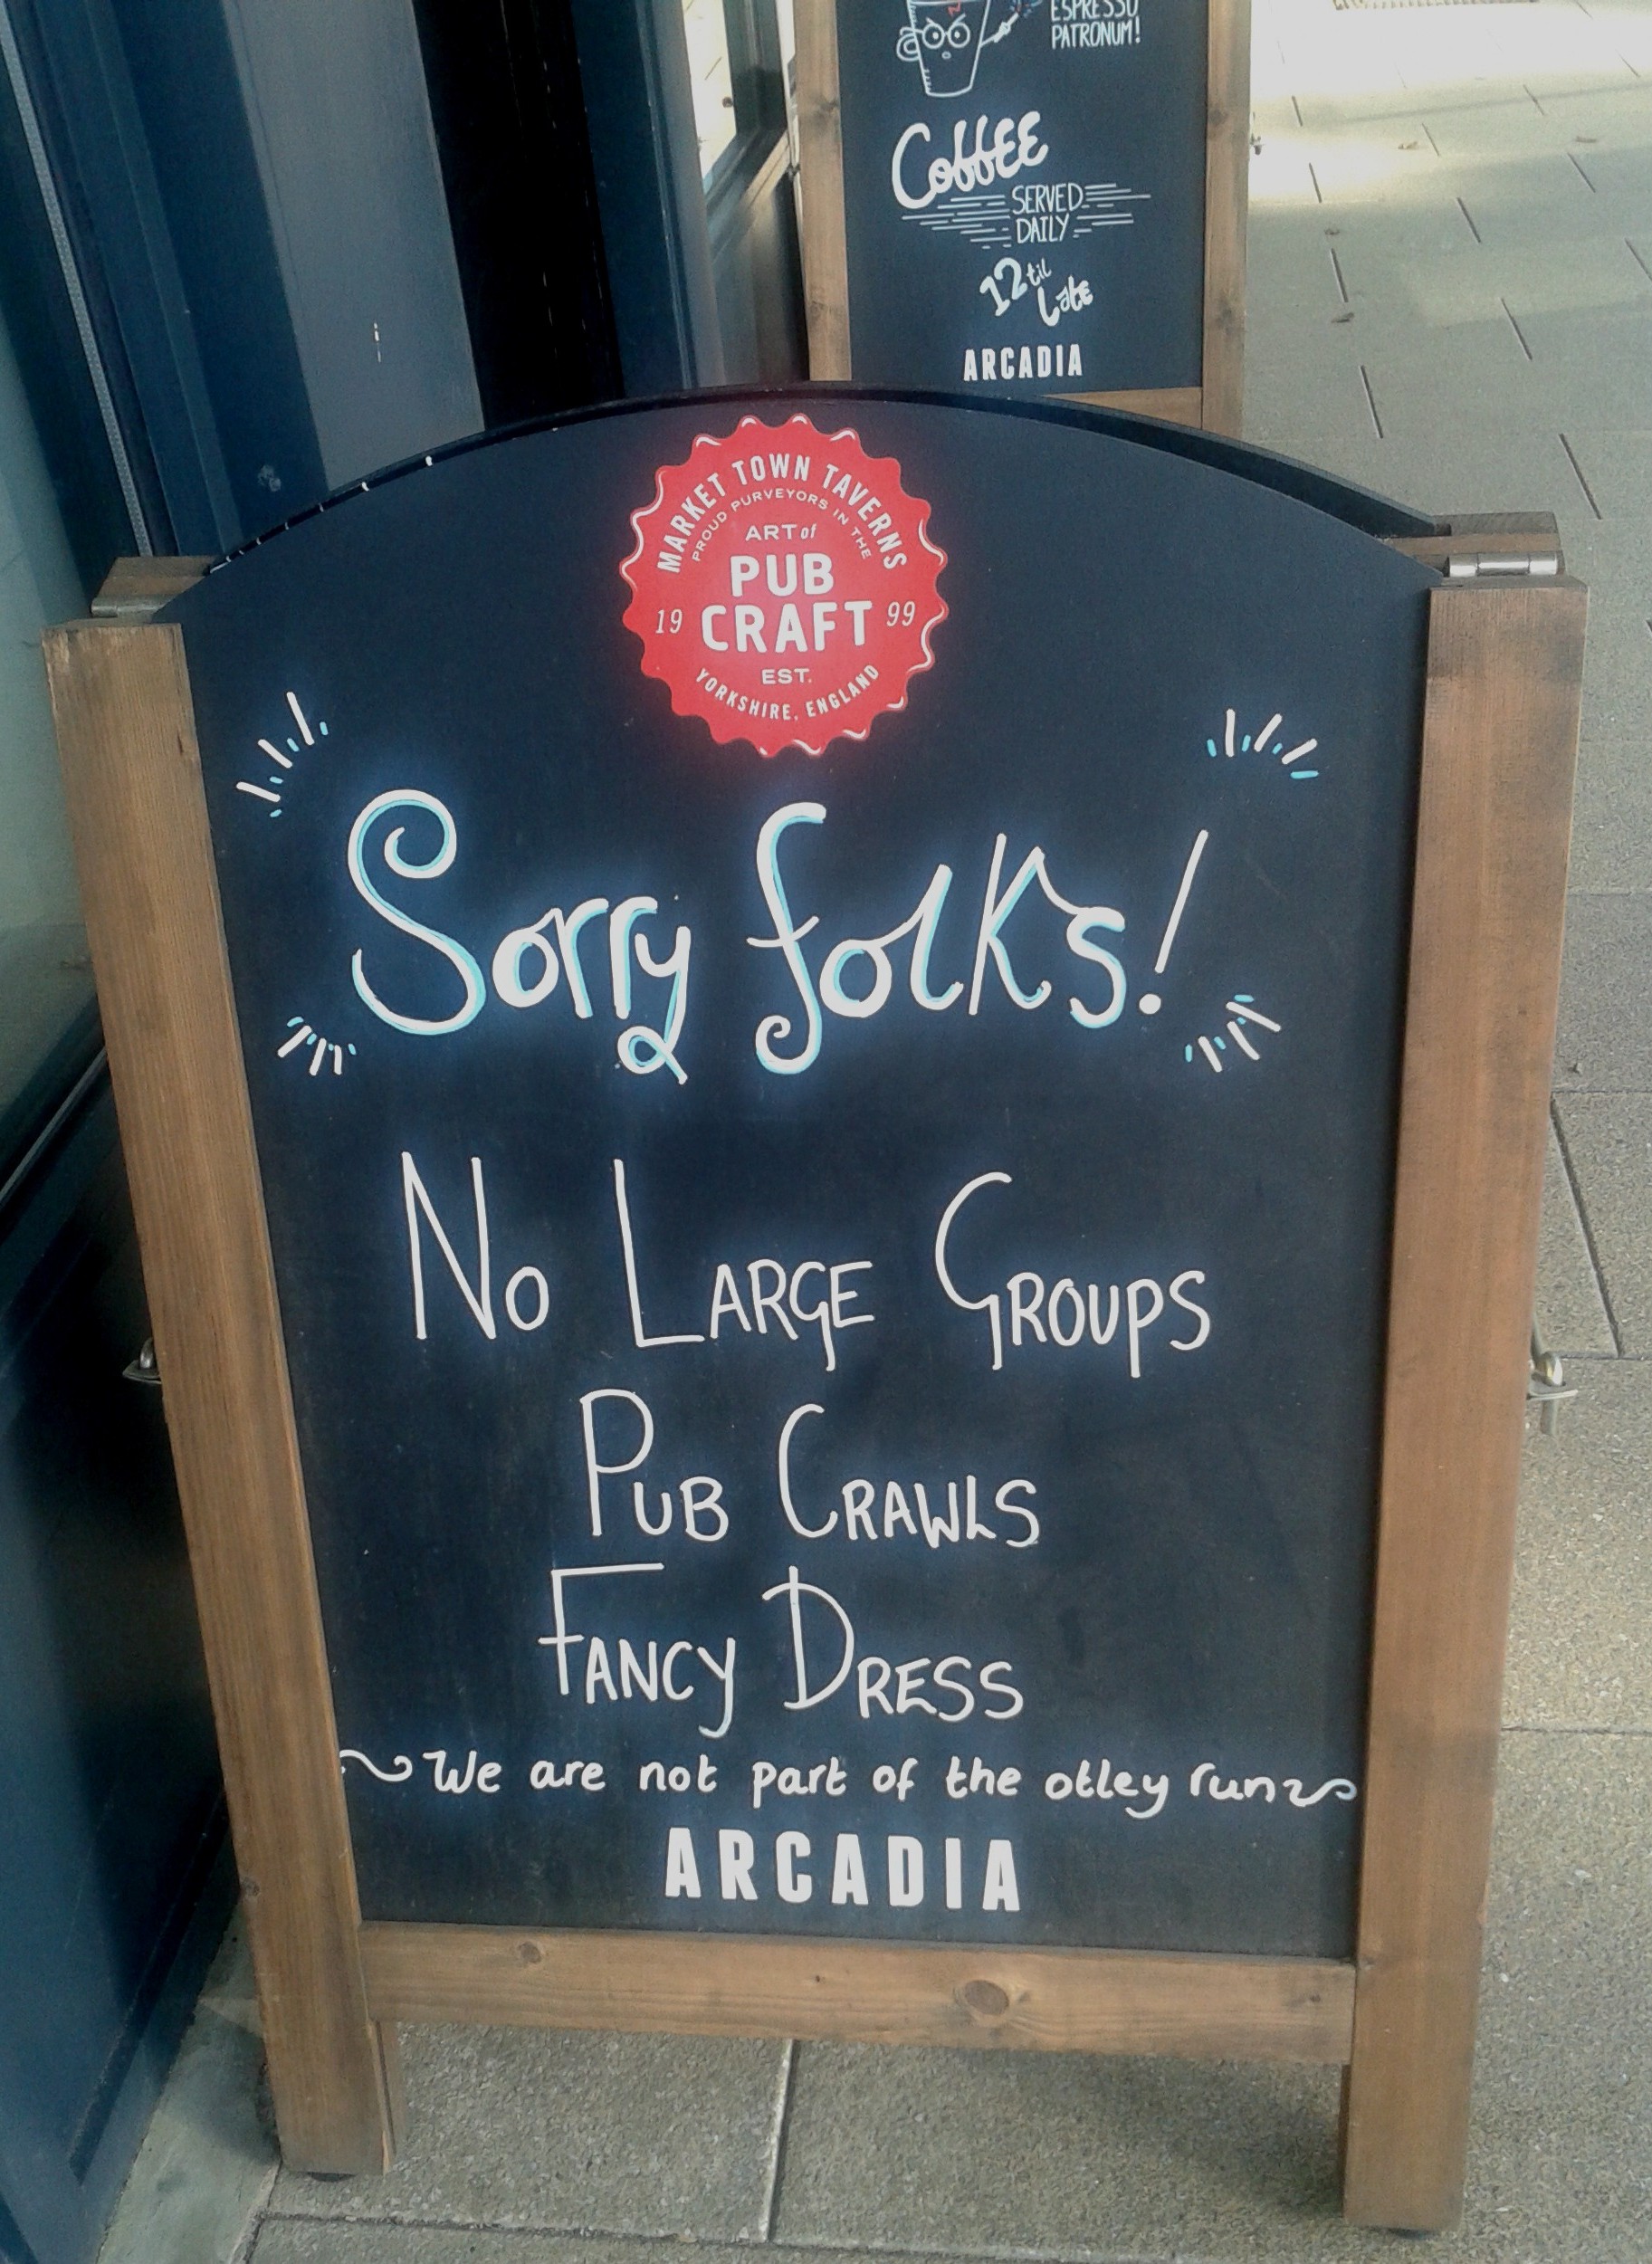 ESPRESSO
PATRONUM!
Coffee
SERVED
DAILY
12 til
Late
ARCADIA
MARKET TOWN TAVERNS
PROUD PURVEYORS IN THE
ART of
PUB
19 CRAFT 99
EST.
YORKSHIRE, ENGLAND
Sorry folks!
No Large Groups
Pub Crawls
Fancy Dress
We are not part of the otley run
ARCADIA